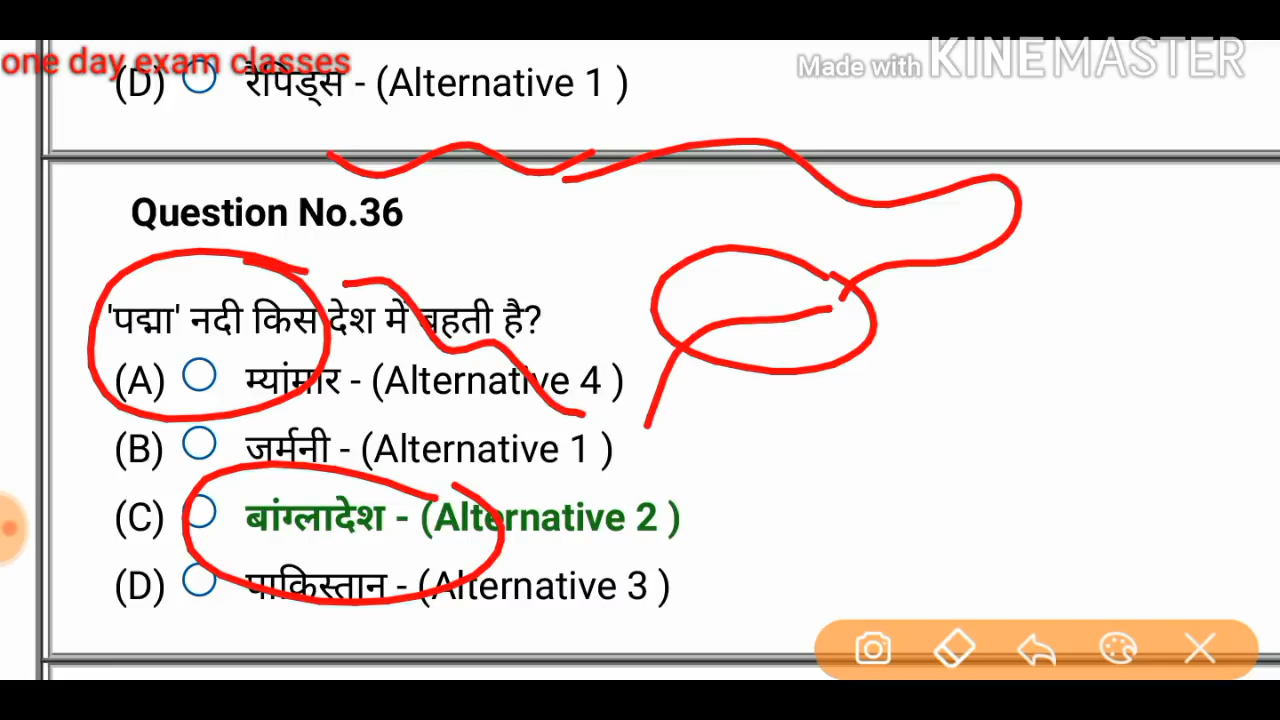 one day exam classes
Made with KINEMASTER
(D) रैपिड्स - (Alternative 1 )
Question No.36
'पद्मा' नदी किस देश में बहती है?
(A) म्यांमार - (Alternative 4 )
(B) जर्मनी - (Alternative 1 )
(C) बांग्लादेश - (Alternative 2 )
(D) पाकिस्तान - (Alternative 3 )